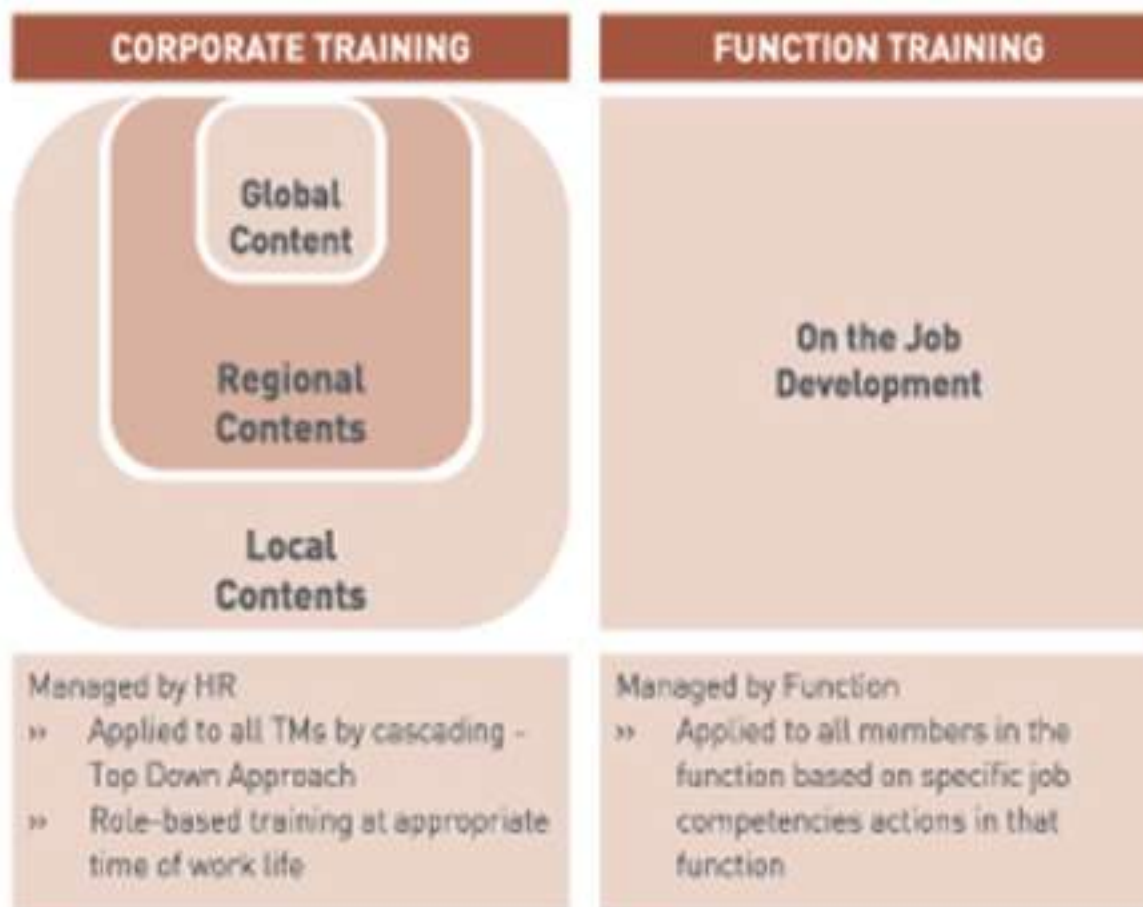 CORPORATE TRAINING
Global
Content
Regional
Contents
Local
Contents
Managed by HR
» Applied to all TMs by cascading -
Top Down Approach
» Role-based training at appropriate
time of work life
FUNCTION TRAINING
On the Job
Development
Managed by Function
» Applied to all members in the
function based on specific job
competencies actions in that
function